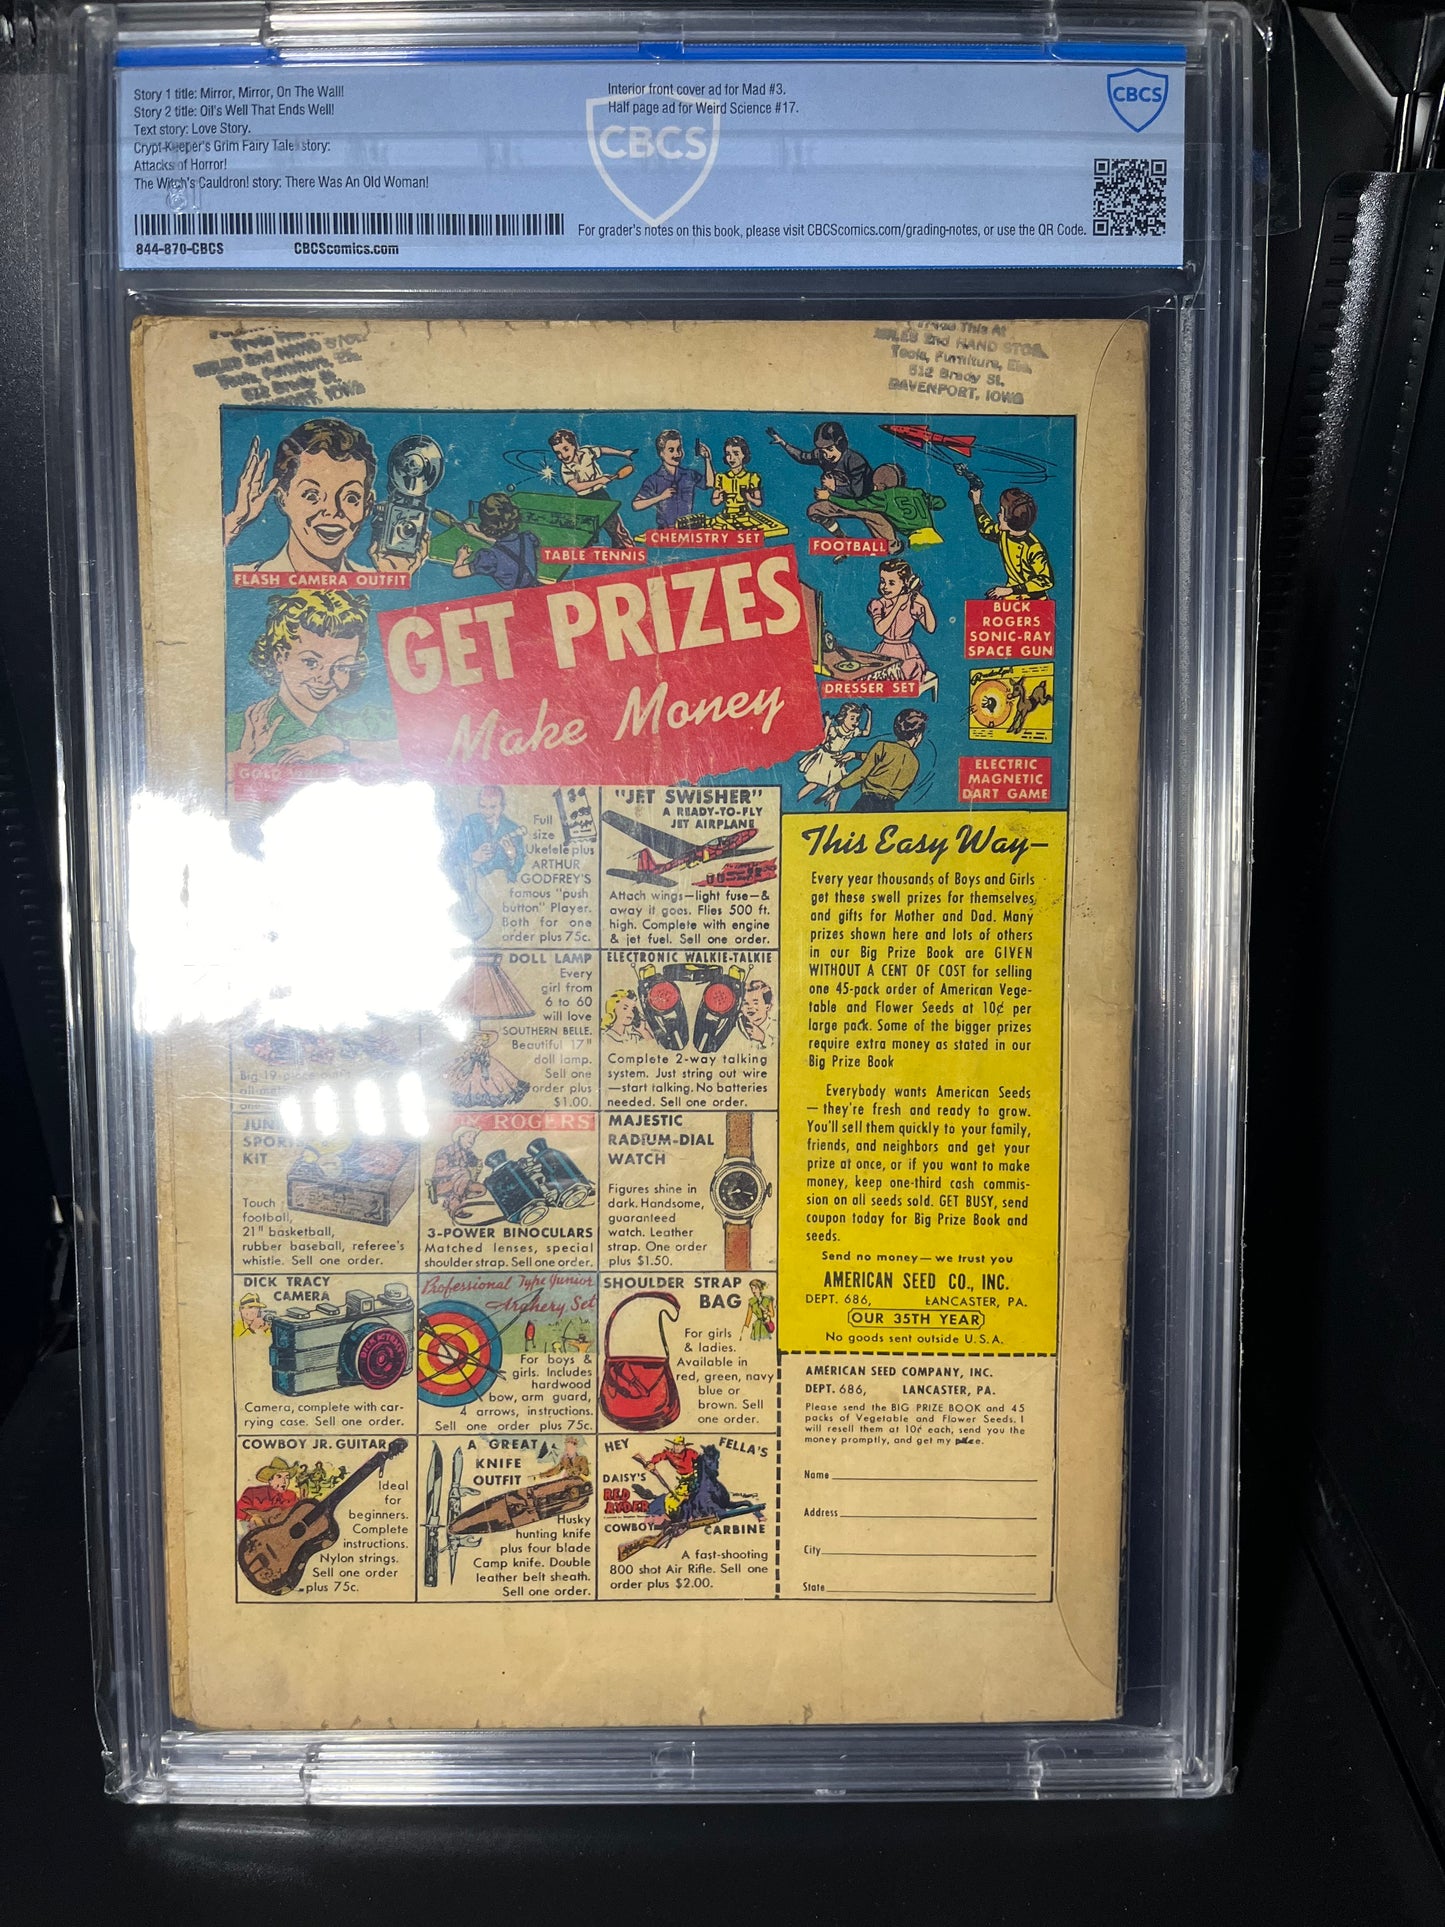 Story 1 title: Mirror, Mirror, On The Wall!
Story 2 title: Oil's Well That Ends Well!
Text story: Love Story.
Crypt-Keeper's Grim Fairy Tale! story:
Attacks of Horror!
The Witch's Cauldron! story: There Was An Old Woman!
Interior front cover ad for Mad #3.
Half page ad for Weird Science #17.
CBCS
CBCS
844-870-CBCS
CBCScomics.com
For grader's notes on this book, please visit CBCScomics.com/grading-notes, or use the QR Code.
2nd HAND
Brady St.
IOWA
This At
2nd HAND
Tools, Furniture,
512 Brady St.
DAVENPORT, IOWA
FLASH CAMERA OUTFIT
TABLE TENNIS
CHEMISTRY SET
FOOTBALL
51
BUCK
ROGERS
SONIC-RAY
SPACE GUN
DRESSER SET
Rudolph
ELECTRIC
MAGNETIC
DART GAME
GOLD
GET PRIZES
Make Money
Full
size
Ukelele plus
ARTHUR
GODFREY'S
famous "push
button" Player.
Both for one
order plus 75c.
"JET SWISHER"
A READY-TO-FLY
JET AIRPLANE
Attach wings—light fuse—&
away it goes. Flies 500 ft.
high. Complete with engine
& jet fuel. Sell one order.
Big 19
DOLL LAMP
Every
girl from
6 to 60
will love
SOUTHERN BELLE.
Beautiful 17"
doll lamp.
Sell one
order plus
$1.00.
ELECTRONIC WALKIE-TALKIE
Complete 2-way talking
system. Just string out wire
—start talking. No batteries
needed. Sell one order.
JUN
SPORTS
KIT
Touch
football,
21" basketball,
rubber baseball, referee's
whistle. Sell one order.
ROGERS
3-POWER BINOCULARS
Matched lenses, special
shoulder strap. Sell one order.
MAJESTIC
RADIUM-DIAL
WATCH
Figures shine in
dark. Handsome,
guaranteed
watch. Leather
strap. One order
plus $1.50.
DICK TRACY
CAMERA
Camera, complete with car-
rying case. Sell one order.
Professional Type Junior
Archery Set
For boys &
girls. Includes
hardwood
bow, arm guard,
4 arrows, instructions.
Sell one order plus 75c.
SHOULDER STRAP
BAG
For girls
& ladies.
Available in
red, green, navy
blue or
brown. Sell
one order.
COWBOY JR. GUITAR
Ideal
for
beginners.
Complete
instructions.
Nylon strings.
Sell one order
plus 75c.
A GREAT
KNIFE
OUTFIT
Husky
hunting knife
plus four blade
Camp knife. Double
leather belt sheath.
Sell one order.
HEY FELLA'S
DAISY'S
RED
RYDER
COWBOY CARBINE
A fast-shooting
800 shot Air Rifle. Sell one
order plus $2.00.
This Easy Way—
Every year thousands of Boys and Girls
get these swell prizes for themselves,
and gifts for Mother and Dad. Many
prizes shown here and lots of others
in our Big Prize Book are GIVEN
WITHOUT A CENT OF COST for selling
one 45-pack order of American Vege-
table and Flower Seeds at 10¢ per
large pack. Some of the bigger prizes
require extra money as stated in our
Big Prize Book
Everybody wants American Seeds
— they're fresh and ready to grow.
You'll sell them quickly to your family,
friends, and neighbors and get your
prize at once, or if you want to make
money, keep one-third cash commis-
sion on all seeds sold. GET BUSY, send
coupon today for Big Prize Book and
seeds.
Send no money—we trust you
AMERICAN SEED CO., INC.
DEPT. 686, LANCASTER, PA.
OUR 35TH YEAR
No goods sent outside U.S.A.
AMERICAN SEED COMPANY, INC.
DEPT. 686, LANCASTER, PA.
Please send the BIG PRIZE BOOK and 45
packs of Vegetable and Flower Seeds. I
will resell them at 10¢ each, send you the
money promptly, and get my
Name
Address
City
State